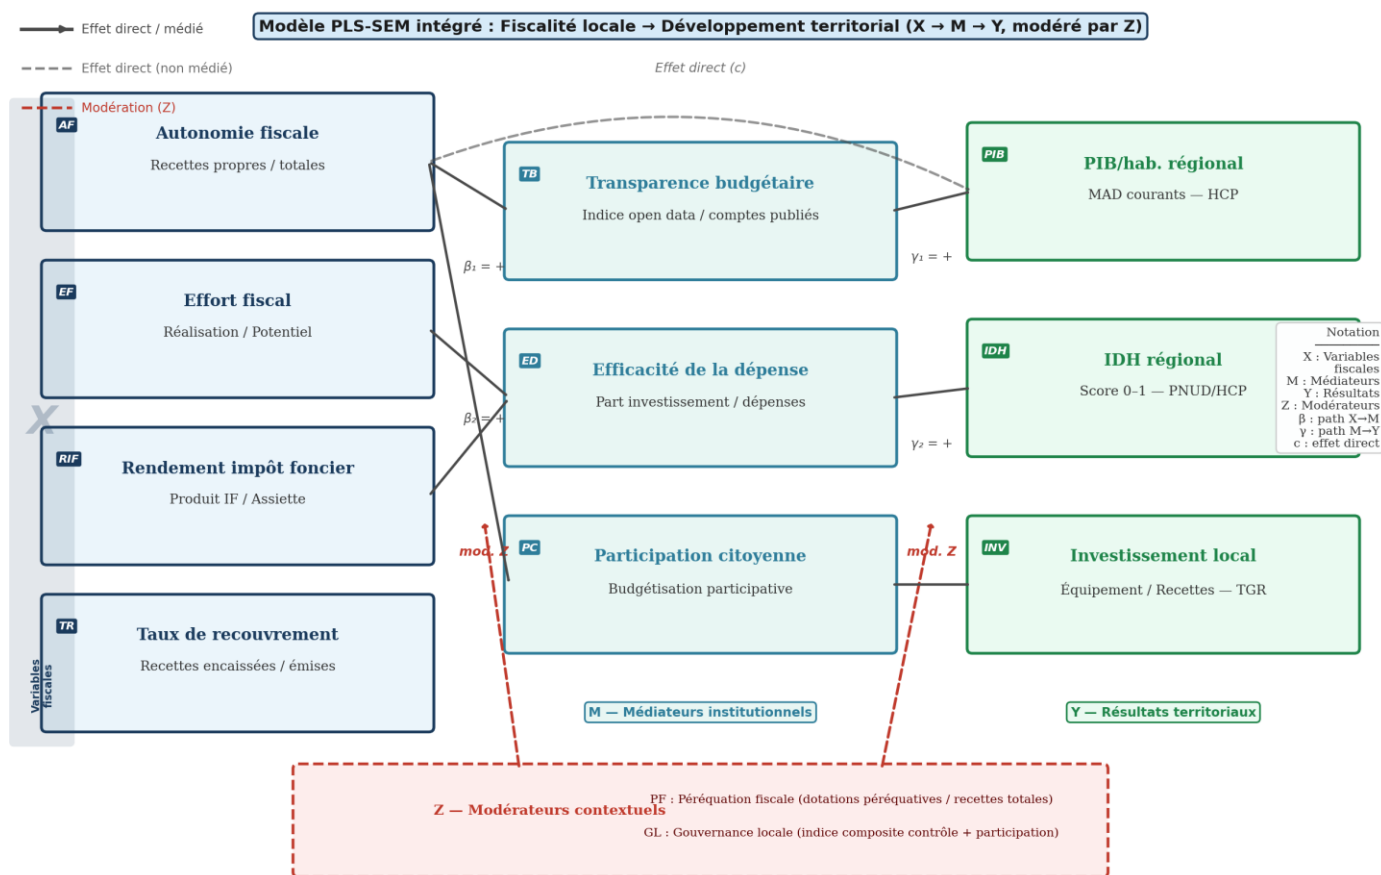 Modèle PLS-SEM intégré : Fiscalité locale → Développement territorial (X → M → Y, modéré par Z)
Effet direct / médié
Effet direct (non médié)
Modération (Z)
Effet direct (c)
X
Variables
fiscales
AF
Autonomie fiscale
Recettes propres / totales
EF
Effort fiscal
Réalisation / Potentiel
RIF
Rendement impôt foncier
Produit IF / Assiette
TR
Taux de recouvrement
Recettes encaissées / émises
β₁ = +
β₂ = +
mod. Z
TB
Transparence budgétaire
Indice open data / comptes publiés
ED
Efficacité de la dépense
Part investissement / dépenses
PC
Participation citoyenne
Budgétisation participative
M — Médiateurs institutionnels
γ₁ = +
γ₂ = +
mod. Z
PIB
PIB/hab. régional
MAD courants — HCP
IDH
IDH régional
Score 0–1 — PNUD/HCP
INV
Investissement local
Équipement / Recettes — TGR
Y — Résultats territoriaux
Notation
X : Variables
fiscales
M : Médiateurs
Y : Résultats
Z : Modérateurs
β : path X→M
γ : path M→Y
c : effet direct
Z — Modérateurs contextuels
PF : Péréquation fiscale (dotations péréquatives / recettes totales)
GL : Gouvernance locale (indice composite contrôle + participation)